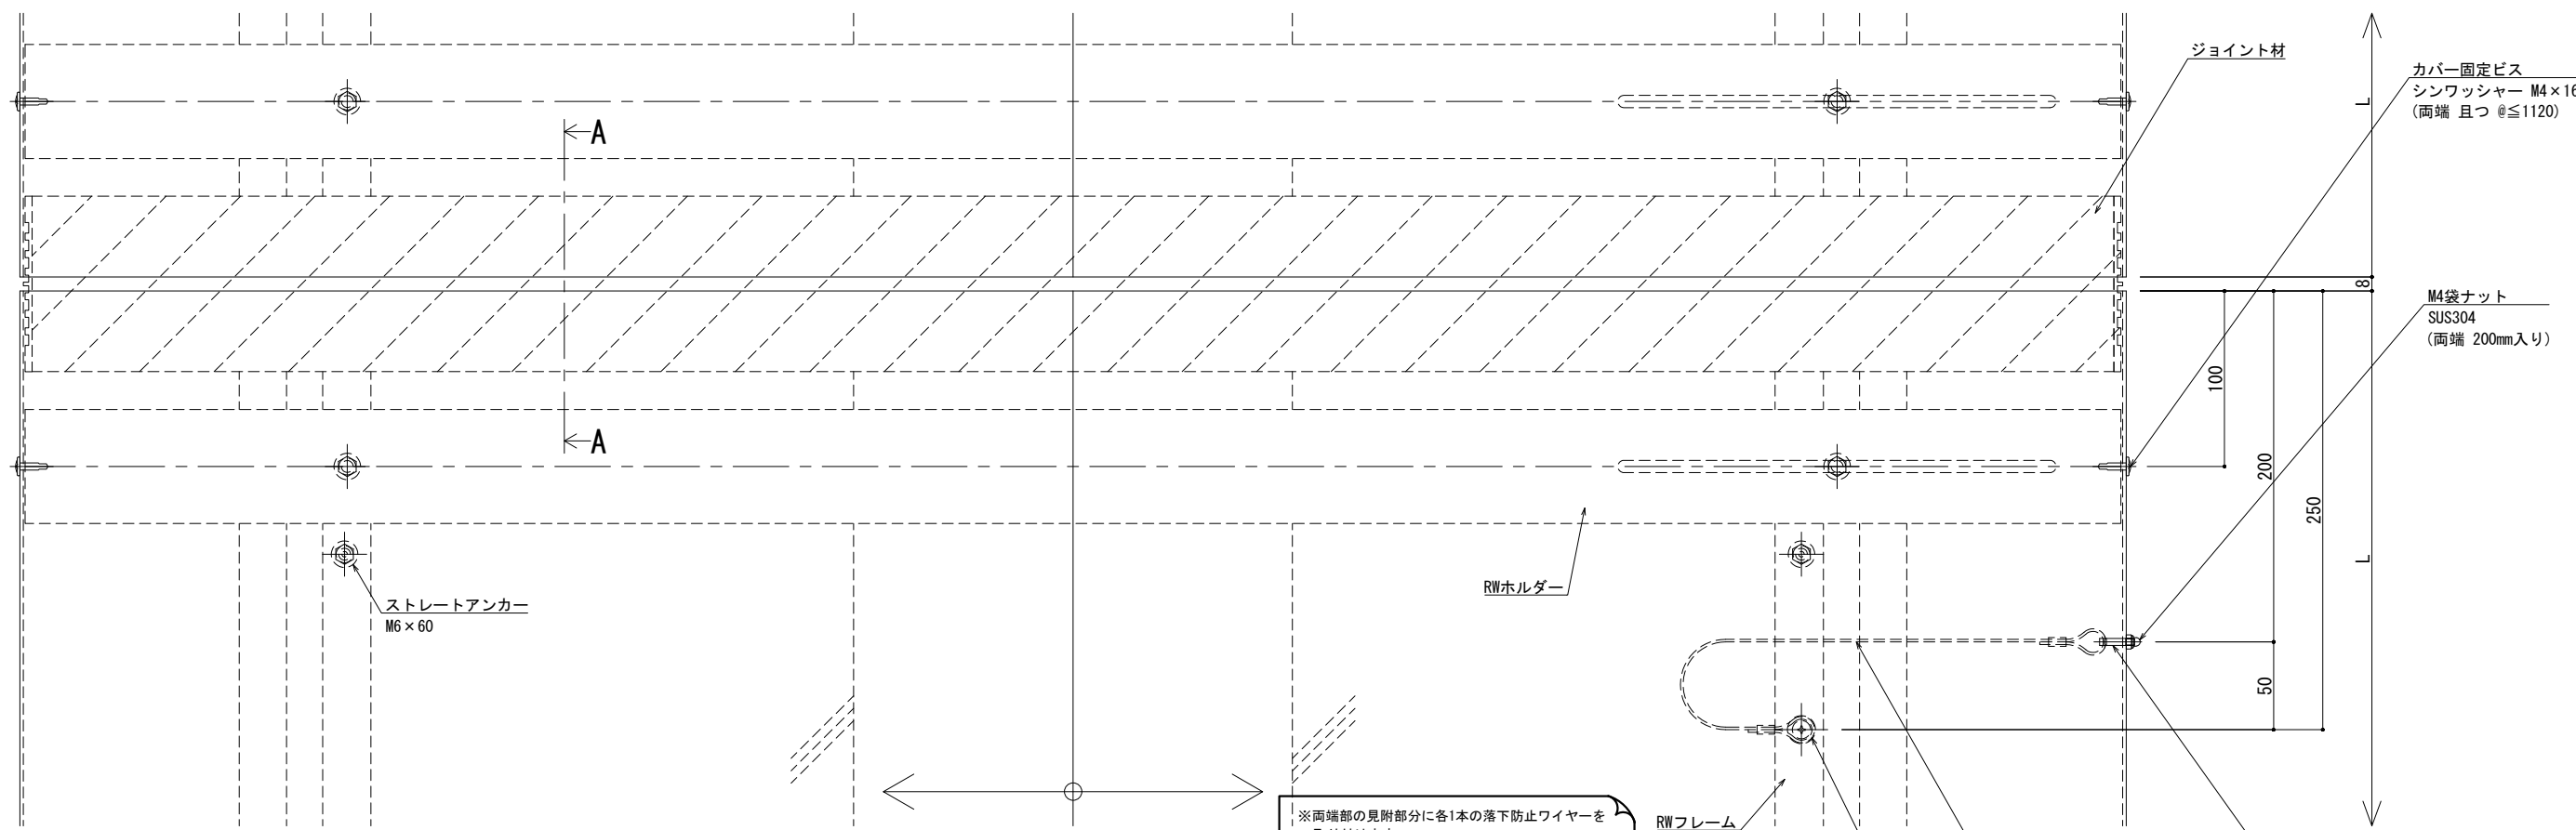 ジョイント材
カバー固定ビス
シンワッシャー M4×16
(両端 且つ @≦1120)
L
A
8
M4袋ナット
SUS304
(両端 200mm入り)
100
A
200
250
L
RWホルダー
ストレートアンカー
M6×60
50
※両端部の見附部分に各1本の落下防止ワイヤーを
RWフレーム